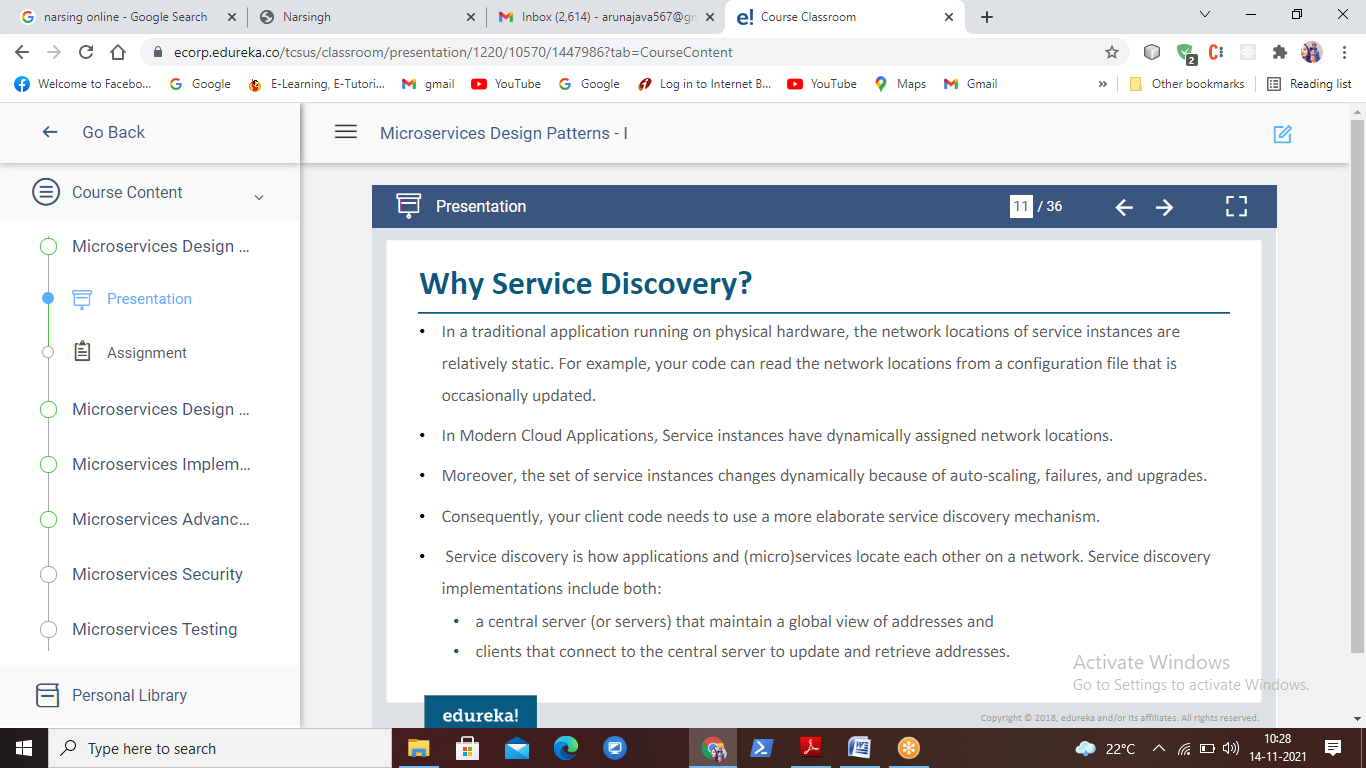 narsing online - Google Search
Narsingh
Inbox (2,614) - arunajava567@gm
e! Course Classroom
ecorp.edureka.co/tcsus/classroom/presentation/1220/10570/1447986?tab=CourseContent
2
Welcome to Facebo...
Google
E-Learning, E-Tutori...
gmail
YouTube
Google
Log in to Internet B...
YouTube
Maps
Gmail
»
Other bookmarks
Reading list
Go Back
Microservices Design Patterns - I
Course Content
Microservices Design ...
Presentation
Assignment
Microservices Design ...
Microservices Implem...
Microservices Advanc...
Microservices Security
Microservices Testing
Personal Library
Presentation
11 / 36
Why Service Discovery?
• In a traditional application running on physical hardware, the network locations of service instances are
relatively static. For example, your code can read the network locations from a configuration file that is
occasionally updated.
• In Modern Cloud Applications, Service instances have dynamically assigned network locations.
• Moreover, the set of service instances changes dynamically because of auto-scaling, failures, and upgrades.
• Consequently, your client code needs to use a more elaborate service discovery mechanism.
• Service discovery is how applications and (micro)services locate each other on a network. Service discovery
implementations include both:
• a central server (or servers) that maintain a global view of addresses and
• clients that connect to the central server to update and retrieve addresses.
Activate Windows
Go to Settings to activate Windows.
edureka!
Copyright © 2018, edureka and/or its affiliates. All rights reserved.
Type here to search
22°C
10:28
14-11-2021